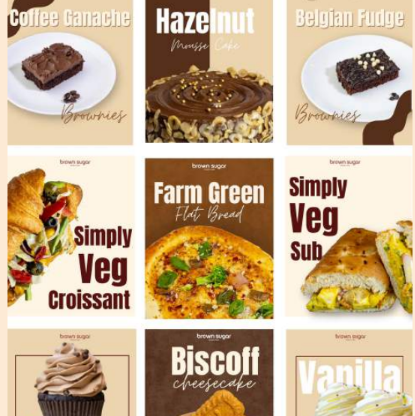 Coffee Ganache
Brownies
Hazelnut
Mousse Cake
Belgian Fudge
Brownies
brown sugar
Simply
Veg
Croissant
brown sugar
Farm Green
Flat Bread
brown sugar
Simply
Veg
Sub
brown sugar
brown sugar
Biscoff
cheesecake
brown sugar
Vanilla